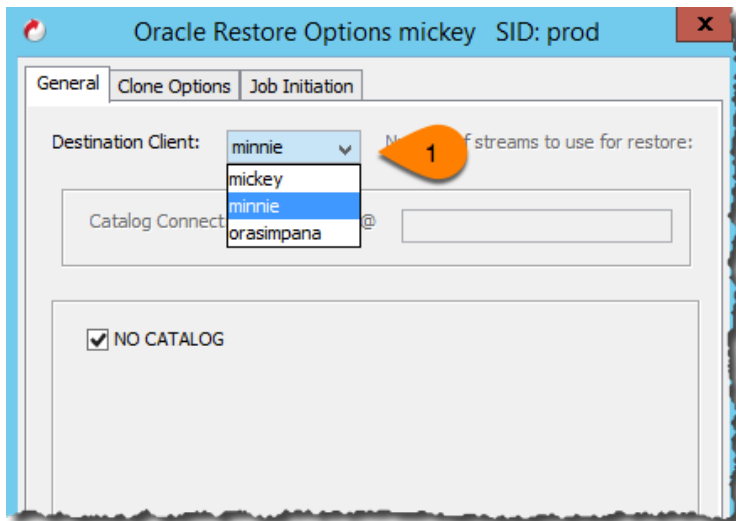 Oracle Restore Options mickey SID: prod
x
General Clone Options Job Initiation
Destination Client: minnie 1 streams to use for restore:
mickey
minnie
orasimpana
Catalog Connect @
NO CATALOG